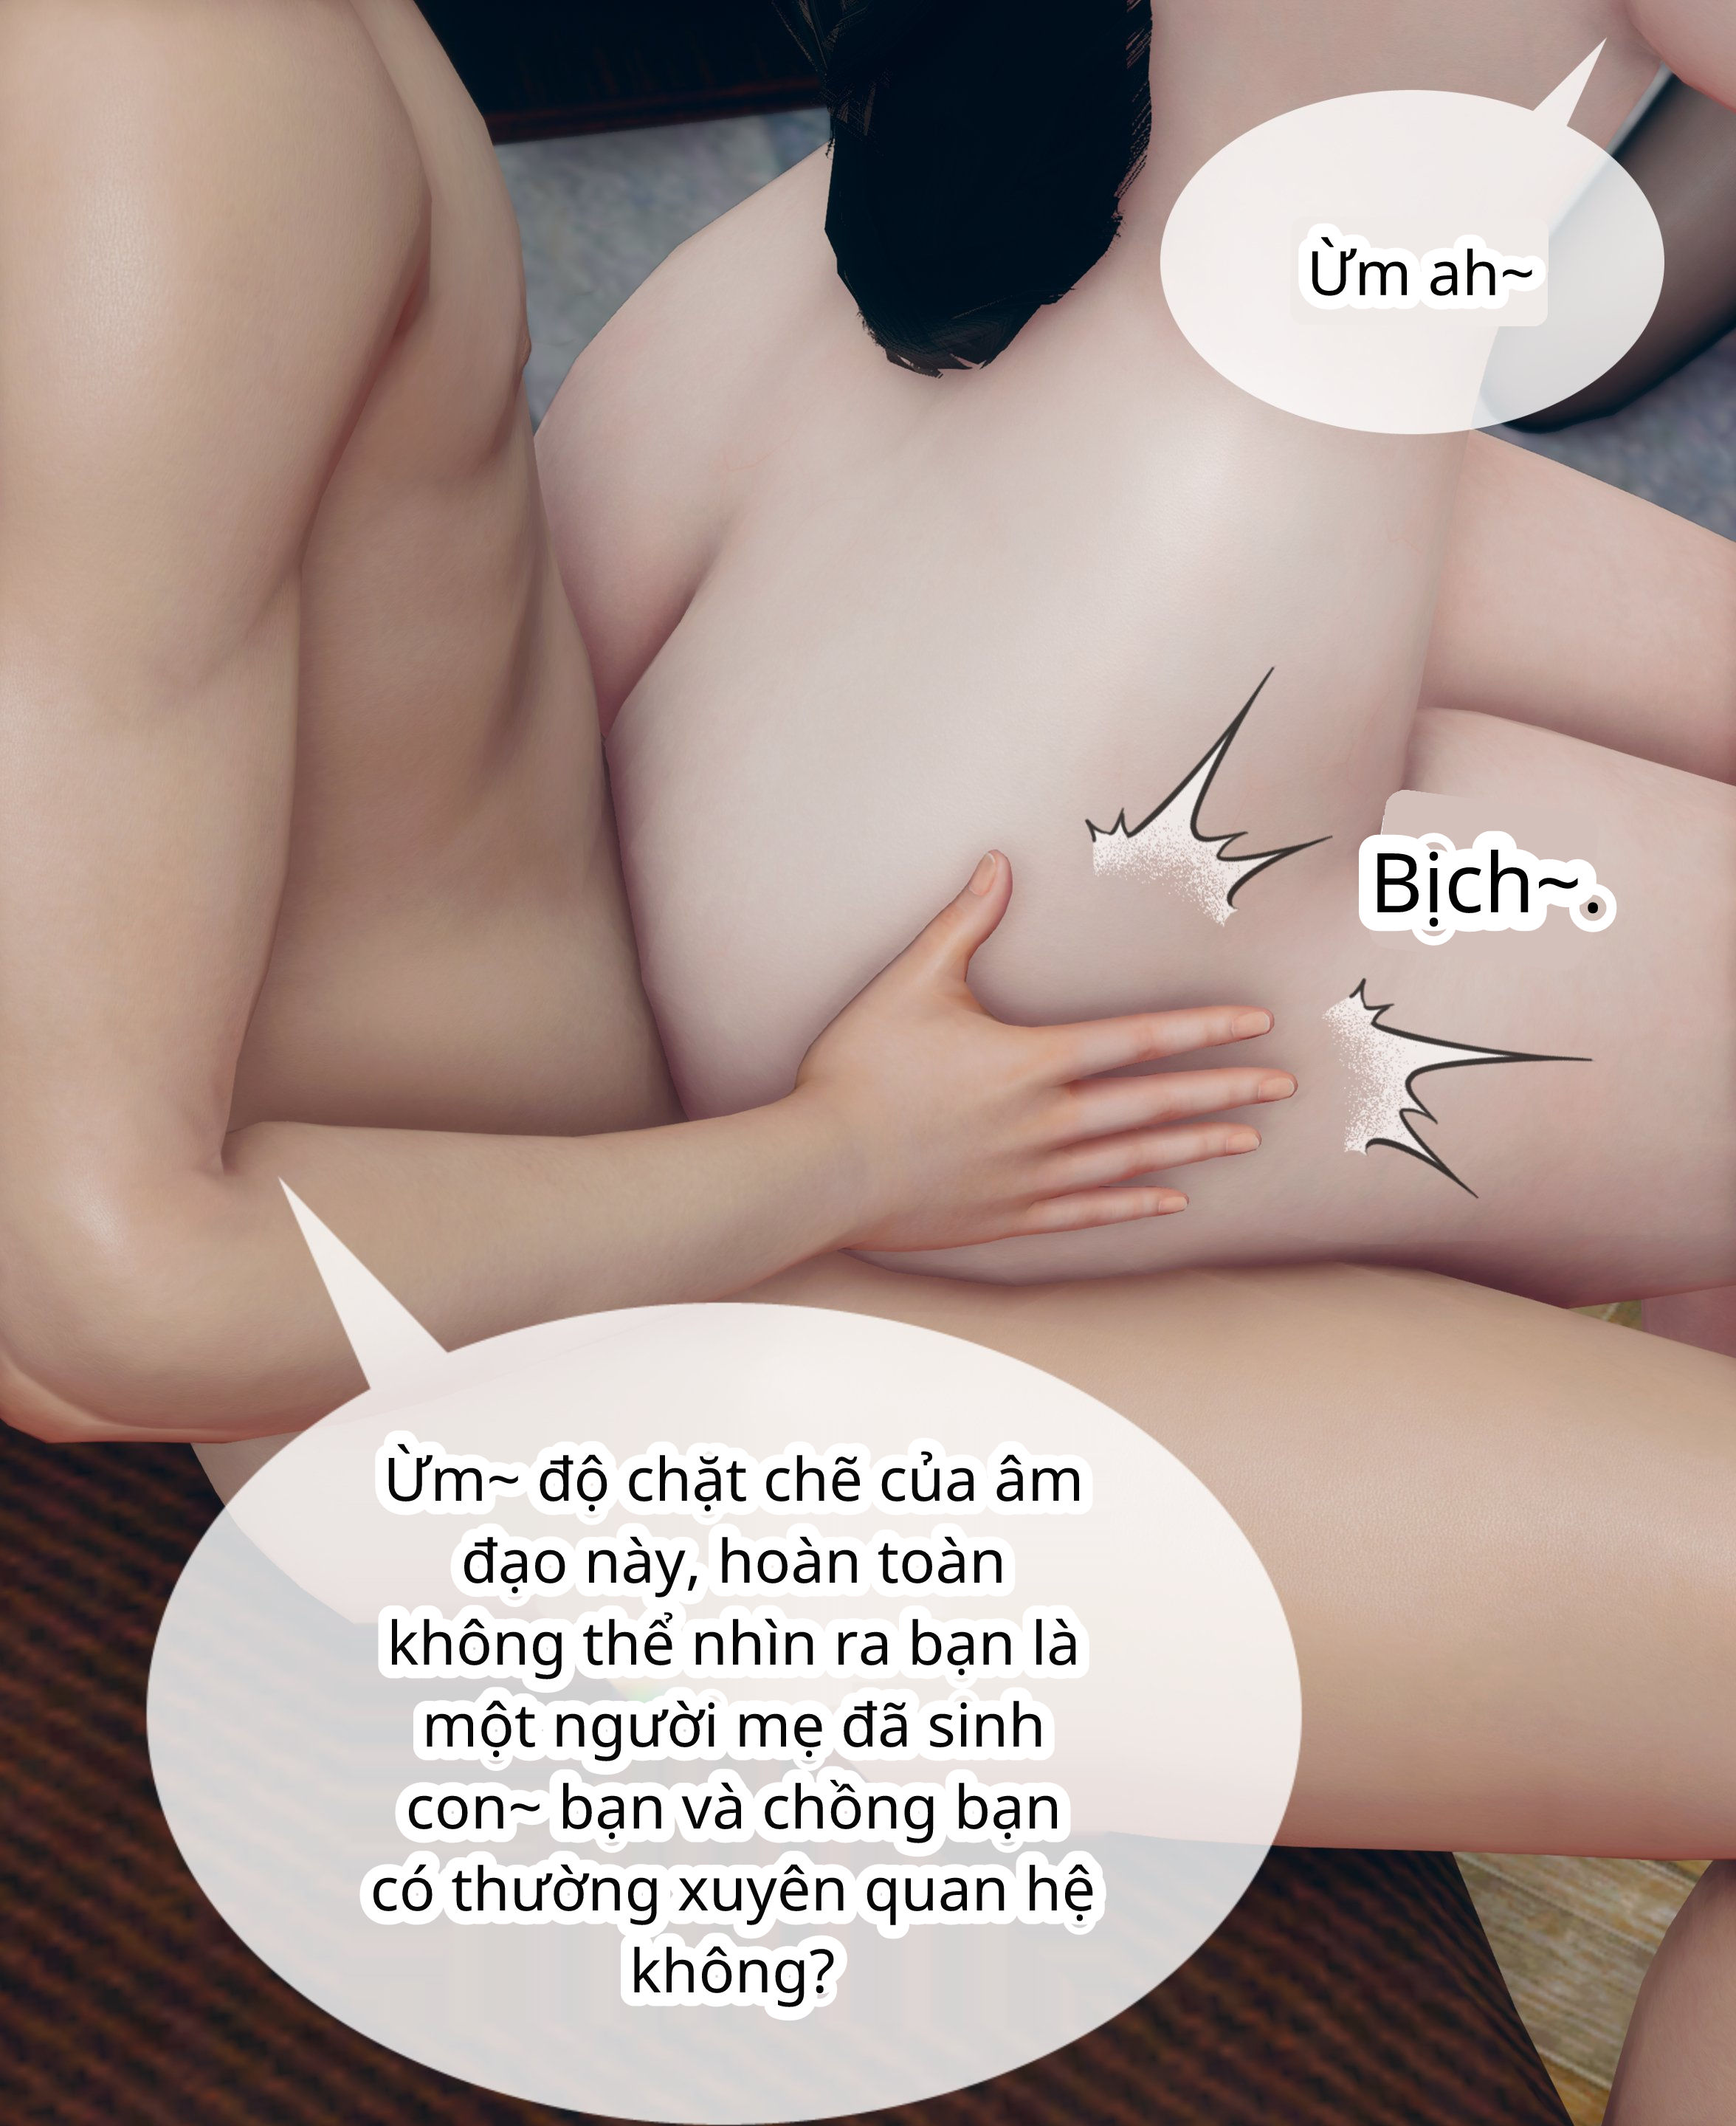 Ừm ah~
Bịch~.
Ừm~ độ chặt chẽ của âm
đạo này, hoàn toàn
không thể nhìn ra bạn là
một người mẹ đã sinh
con~ bạn và chồng bạn
có thường xuyên quan hệ
không?